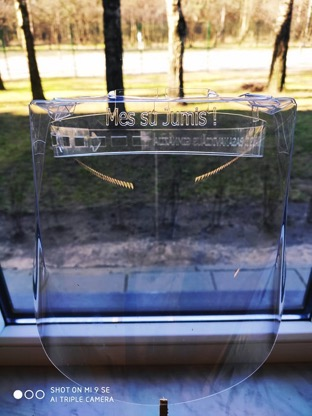 Mes su Jumis!
SHOT ON MI 9 SE
AI TRIPLE CAMERA